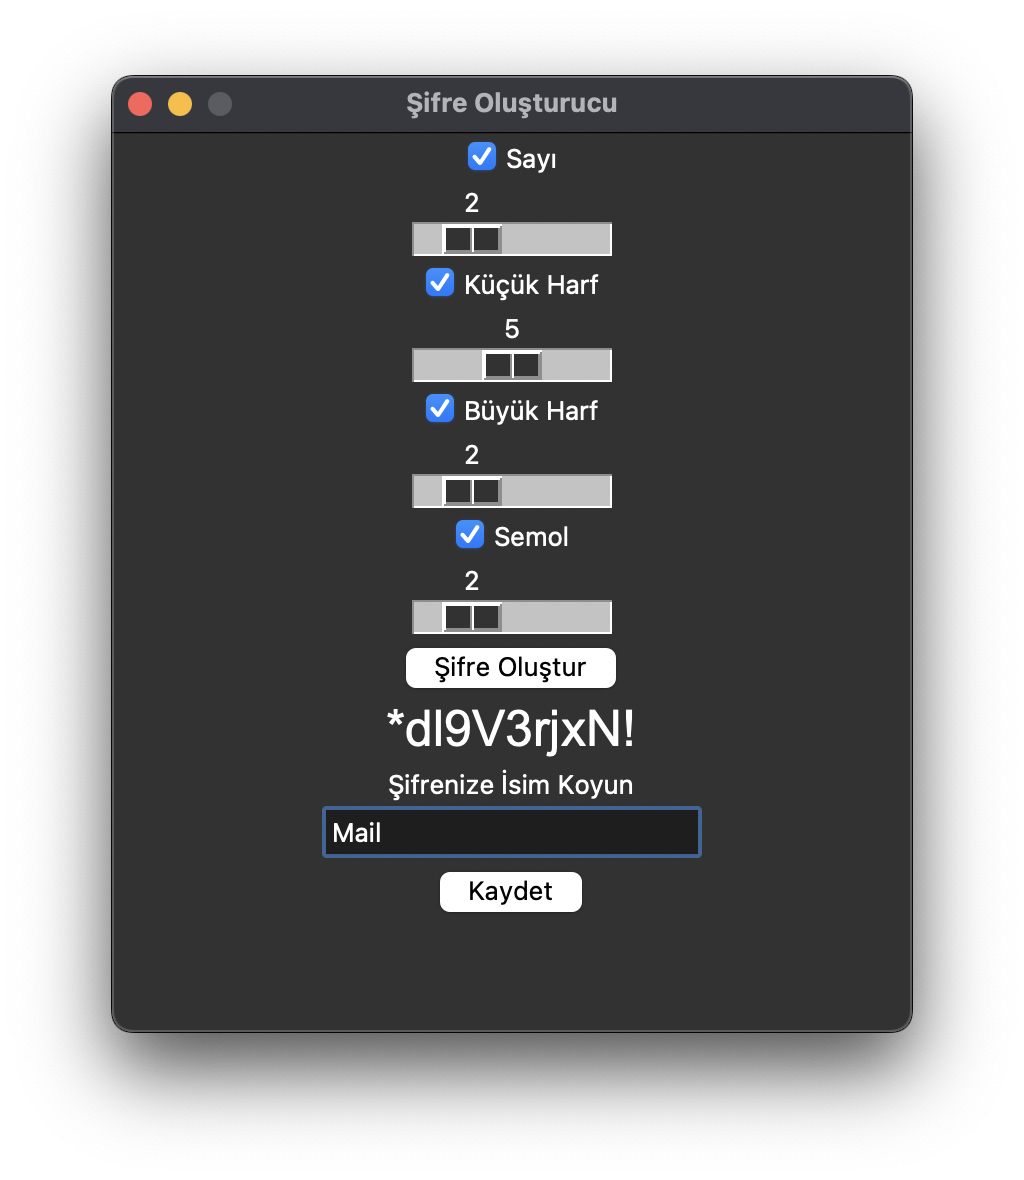 Şifre Oluşturucu
Sayı
2
Küçük Harf
5
Büyük Harf
2
Semol
2
Şifre Oluştur
*dl9V3rjxN!
Şifrenize İsim Koyun
Mail
Kaydet